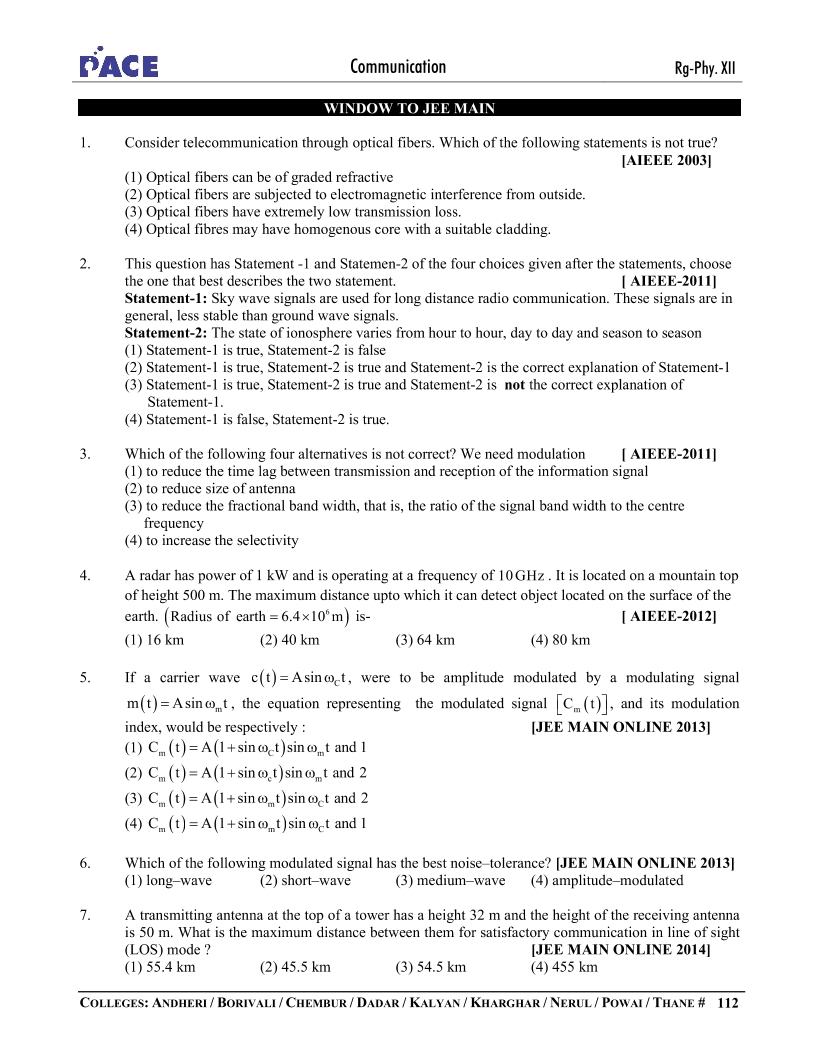 PACE
Communication
Rg-Phy. XII
WINDOW TO JEE MAIN
1. Consider telecommunication through optical fibers. Which of the following statements is not true?
[AIEEE 2003]
(1) Optical fibers can be of graded refractive
(2) Optical fibers are subjected to electromagnetic interference from outside.
(3) Optical fibers have extremely low transmission loss.
(4) Optical fibres may have homogenous core with a suitable cladding.
2. This question has Statement -1 and Statemen-2 of the four choices given after the statements, choose
the one that best describes the two statement. [ AIEEE-2011]
Statement-1: Sky wave signals are used for long distance radio communication. These signals are in
general, less stable than ground wave signals.
Statement-2: The state of ionosphere varies from hour to hour, day to day and season to season
(1) Statement-1 is true, Statement-2 is false
(2) Statement-1 is true, Statement-2 is true and Statement-2 is the correct explanation of Statement-1
(3) Statement-1 is true, Statement-2 is true and Statement-2 is not the correct explanation of
Statement-1.
(4) Statement-1 is false, Statement-2 is true.
3. Which of the following four alternatives is not correct? We need modulation [ AIEEE-2011]
(1) to reduce the time lag between transmission and reception of the information signal
(2) to reduce size of antenna
(3) to reduce the fractional band width, that is, the ratio of the signal band width to the centre
frequency
(4) to increase the selectivity
4. A radar has power of 1 kW and is operating at a frequency of 10 GHz . It is located on a mountain top
of height 500 m. The maximum distance upto which it can detect object located on the surface of the
earth. (Radius of earth = 6.4×10⁶ m) is- [ AIEEE-2012]
(1) 16 km (2) 40 km (3) 64 km (4) 80 km
5. If a carrier wave c(t) = A sin ω_C t , were to be amplitude modulated by a modulating signal
m(t) = A sin ω_m t , the equation representing the modulated signal [C_m (t)], and its modulation
index, would be respectively : [JEE MAIN ONLINE 2013]
(1) C_m (t) = A(1+sin ω_C t) sin ω_m t and 1
(2) C_m (t) = A(1+sin ω_c t) sin ω_m t and 2
(3) C_m (t) = A(1+sin ω_m t) sin ω_C t and 2
(4) C_m (t) = A(1+sin ω_m t) sin ω_C t and 1
6. Which of the following modulated signal has the best noise–tolerance? [JEE MAIN ONLINE 2013]
(1) long–wave (2) short–wave (3) medium–wave (4) amplitude–modulated
7. A transmitting antenna at the top of a tower has a height 32 m and the height of the receiving antenna
is 50 m. What is the maximum distance between them for satisfactory communication in line of sight
(LOS) mode ? [JEE MAIN ONLINE 2014]
(1) 55.4 km (2) 45.5 km (3) 54.5 km (4) 455 km
COLLEGES: ANDHERI / BORIVALI / CHEMBUR / DADAR / KALYAN / KHARGHAR / NERUL / POWAI / THANE # 112